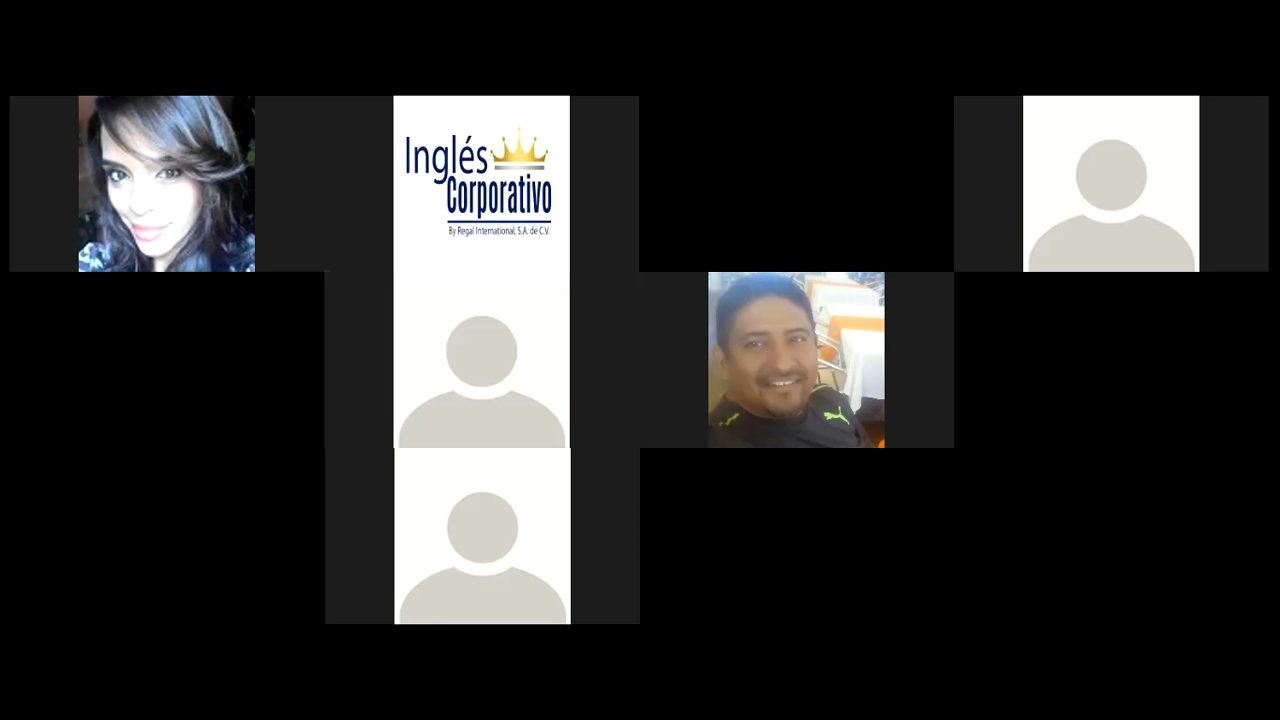 Inglés
Corporativo
By Regal International, S.A. de C.V.